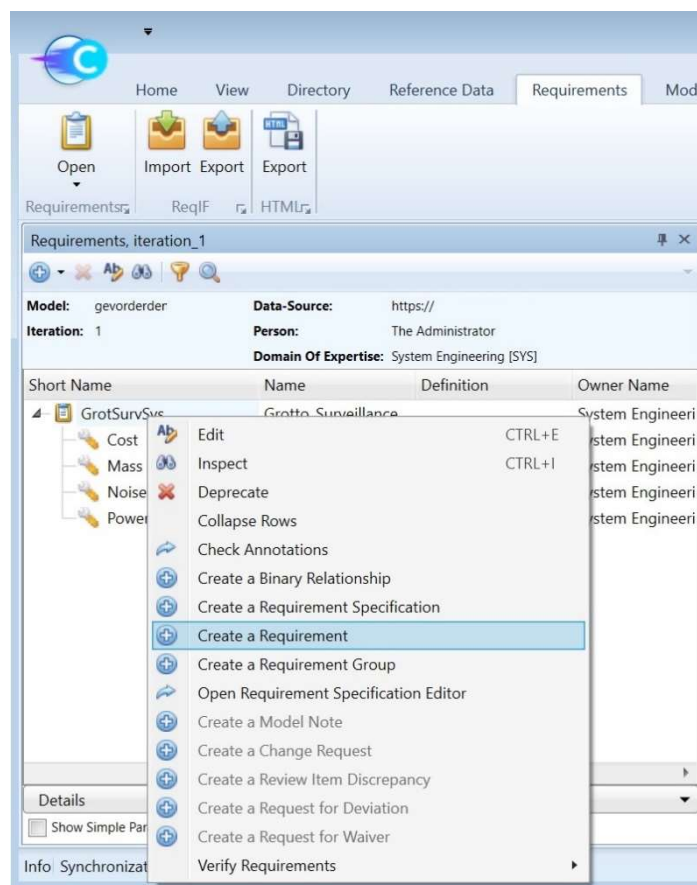 C
Home View Directory Reference Data Requirements Mod
Open Import Export HTML Export
Requirements ReqIF HTML
Requirements, iteration_1
Ab
Model: gevorderder Data-Source: https://
Iteration: 1 Person: The Administrator
Domain Of Expertise: System Engineering [SYS]
Short Name Name Definition Owner Name
GrotSurvSys Grotto Surveillance System Engineeri
Cost ystem Engineeri
Mass ystem Engineeri
Noise ystem Engineeri
Power ystem Engineeri
Ab Edit CTRL+E
Inspect CTRL+I
Deprecate
Collapse Rows
Check Annotations
Create a Binary Relationship
Create a Requirement Specification
Create a Requirement
Create a Requirement Group
Open Requirement Specification Editor
Create a Model Note
Create a Change Request
Create a Review Item Discrepancy
Create a Request for Deviation
Create a Request for Waiver
Verify Requirements
Details
Show Simple Par
Info Synchronizat